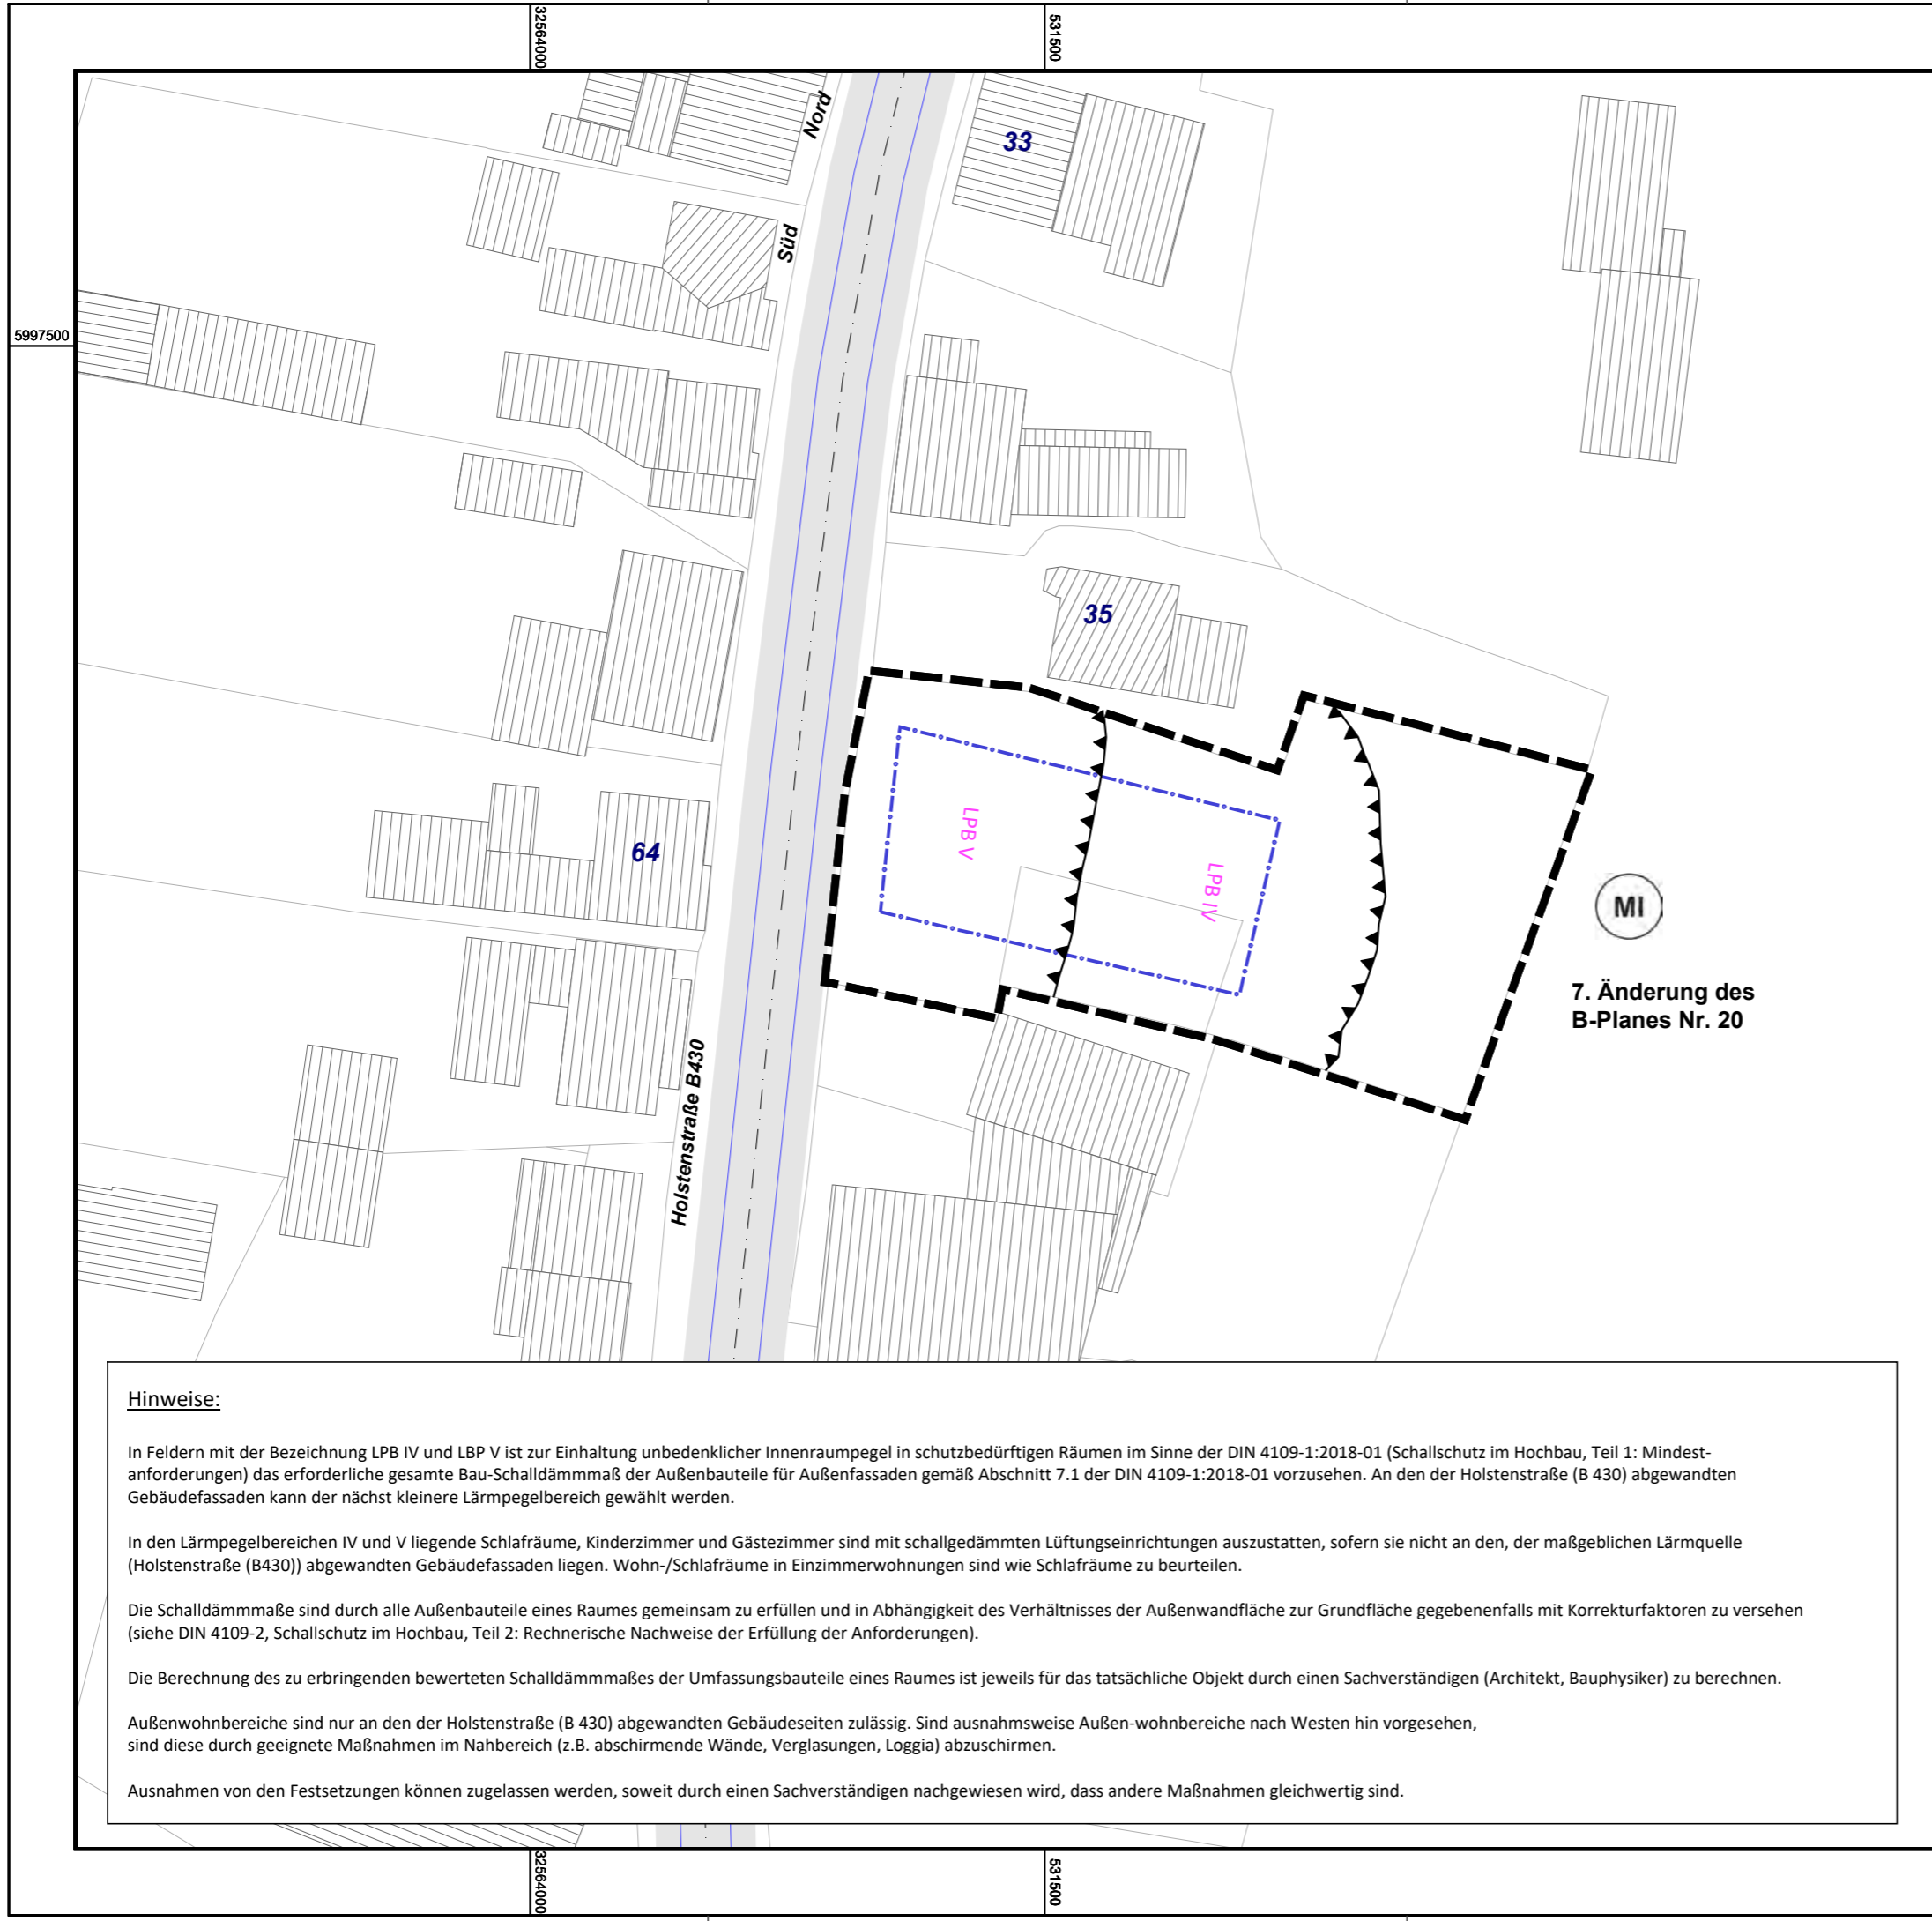 32564000
531500
5997500
Nord
33
Süd
35
LPB V
LPB IV
64
MI
7. Änderung des
B-Planes Nr. 20
Holstenstraße B430
Hinweise:
In Feldern mit der Bezeichnung LPB IV und LBP V ist zur Einhaltung unbedenklicher Innenraumpegel in schutzbedürftigen Räumen im Sinne der DIN 4109-1:2018-01 (Schallschutz im Hochbau, Teil 1: Mindest-
anforderungen) das erforderliche gesamte Bau-Schalldämmmaß der Außenbauteile für Außenfassaden gemäß Abschnitt 7.1 der DIN 4109-1:2018-01 vorzusehen. An den der Holstenstraße (B 430) abgewandten
Gebäudefassaden kann der nächst kleinere Lärmpegelbereich gewählt werden.
In den Lärmpegelbereichen IV und V liegende Schlafräume, Kinderzimmer und Gästezimmer sind mit schallgedämmten Lüftungseinrichtungen auszustatten, sofern sie nicht an den, der maßgeblichen Lärmquelle
(Holstenstraße (B430)) abgewandten Gebäudefassaden liegen. Wohn-/Schlafräume in Einzimmerwohnungen sind wie Schlafräume zu beurteilen.
Die Schalldämmmaße sind durch alle Außenbauteile eines Raumes gemeinsam zu erfüllen und in Abhängigkeit des Verhältnisses der Außenwandfläche zur Grundfläche gegebenenfalls mit Korrekturfaktoren zu versehen
(siehe DIN 4109-2, Schallschutz im Hochbau, Teil 2: Rechnerische Nachweise der Erfüllung der Anforderungen).
Die Berechnung des zu erbringenden bewerteten Schalldämmmaßes der Umfassungsbauteile eines Raumes ist jeweils für das tatsächliche Objekt durch einen Sachverständigen (Architekt, Bauphysiker) zu berechnen.
Außenwohnbereiche sind nur an den der Holstenstraße (B 430) abgewandten Gebäudeseiten zulässig. Sind ausnahmsweise Außen-wohnbereiche nach Westen hin vorgesehen,
sind diese durch geeignete Maßnahmen im Nahbereich (z.B. abschirmende Wände, Verglasungen, Loggia) abzuschirmen.
Ausnahmen von den Festsetzungen können zugelassen werden, soweit durch einen Sachverständigen nachgewiesen wird, dass andere Maßnahmen gleichwertig sind.
32564000
531500